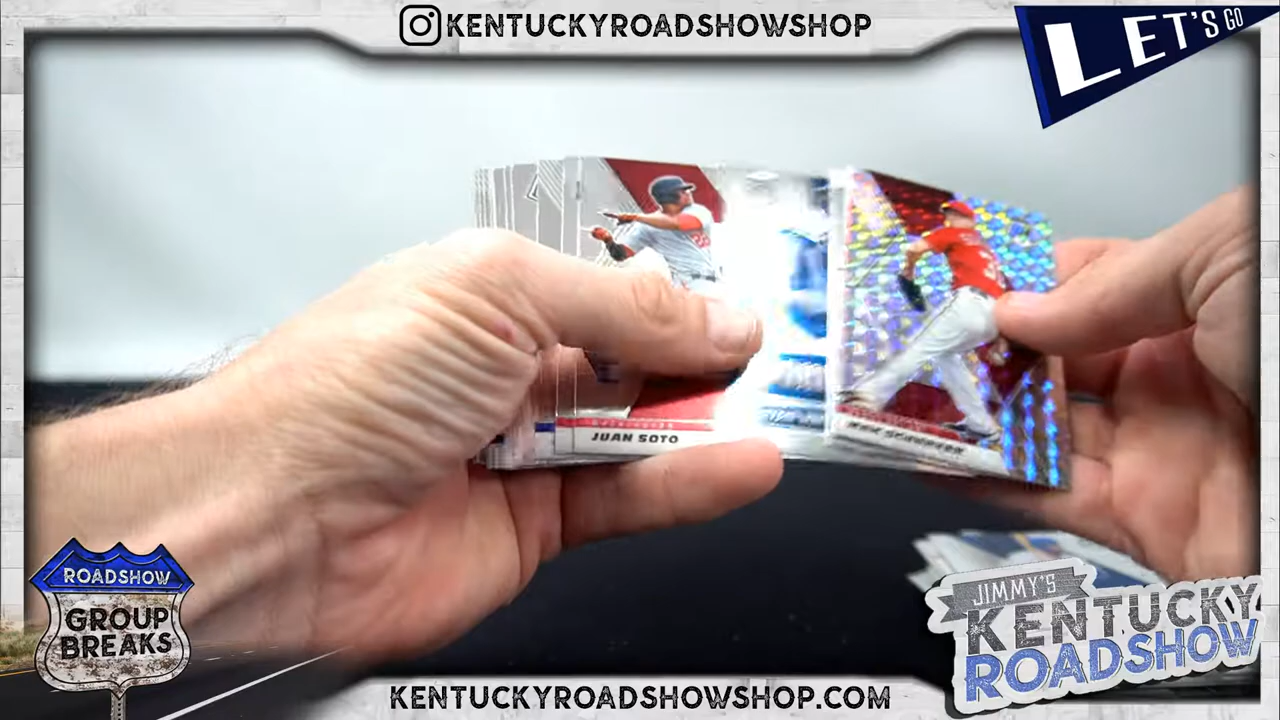 KENTUCKYROADSHOWSHOP
LET'S GO
JUAN SOTO
ROADSHOW
GROUP
BREAKS
JIMMY'S
KENTUCKY
ROADSHOW
KENTUCKYROADSHOWSHOP.COM